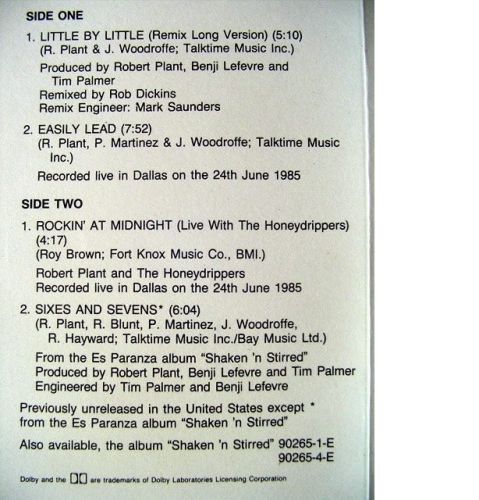 SIDE ONE
1. LITTLE BY LITTLE (Remix Long Version) (5:10)
(R. Plant & J. Woodroffe; Talktime Music Inc.)
Produced by Robert Plant, Benji Lefevre and
Tim Palmer
Remixed by Rob Dickins
Remix Engineer: Mark Saunders
2. EASILY LEAD (7:52)
(R. Plant, P. Martinez & J. Woodroffe; Talktime Music
Inc.)
Recorded live in Dallas on the 24th June 1985
SIDE TWO
1. ROCKIN' AT MIDNIGHT (Live With The Honeydrippers)
(4:17)
(Roy Brown; Fort Knox Music Co., BMI.)
Robert Plant and The Honeydrippers
Recorded live in Dallas on the 24th June 1985
2. SIXES AND SEVENS* (6:04)
(R. Plant, R. Blunt, P. Martinez, J. Woodroffe,
R. Hayward; Talktime Music Inc./Bay Music Ltd.)
From the Es Paranza album “Shaken 'n Stirred”
Produced by Robert Plant, Benji Lefevre and Tim Palmer
Engineered by Tim Palmer and Benji Lefevre
Previously unreleased in the United States except *
from the Es Paranza album “Shaken 'n Stirred”
Also available, the album “Shaken 'n Stirred” 90265-1-E
90265-4-E
Dolby and the are trademarks of Dolby Laboratories Licensing Corporation